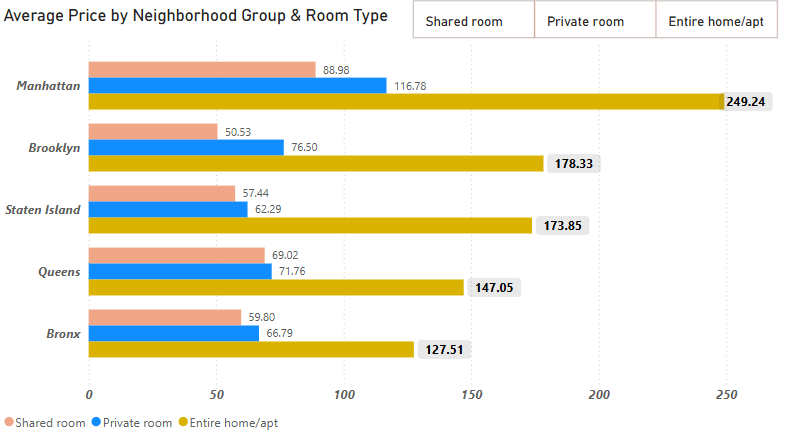 Average Price by Neighborhood Group & Room Type
Shared room
Private room
Entire home/apt
Manhattan
88.98
116.78
249.24
Brooklyn
50.53
76.50
178.33
Staten Island
57.44
62.29
173.85
Queens
69.02
71.76
147.05
Bronx
59.80
66.79
127.51
0 50 100 150 200 250
Shared room Private room Entire home/apt